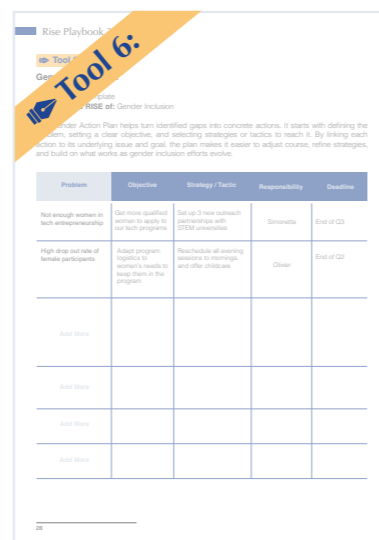 Rise Playbook
Tool 6:
Tool
Ge
plate
RISE of: Gender Inclusion
nder Action Plan helps turn identified gaps into concrete actions. It starts with defining the
blem, setting a clear objective, and selecting strategies or tactics to reach it. By linking each
action to its underlying issue and goal, the plan makes it easier to adjust course, refine strategies,
and build on what works as gender inclusion efforts evolve.
Problem Objective Strategy / Tactic Responsibility Deadline
Not enough women in
tech entrepreneurship
Get more qualified
women to apply to
our tech programs
Set up 3 new outreach
partnerships with
STEM universities
Simonetta
End of Q3
High drop out rate of
female participants
Adapt program
logistics to
women's needs to
keep them in the
program
Reschedule all evening
sessions to mornings,
and offer childcare
Olivier
End of Q2
Add More
Add More
Add More
Add More
28